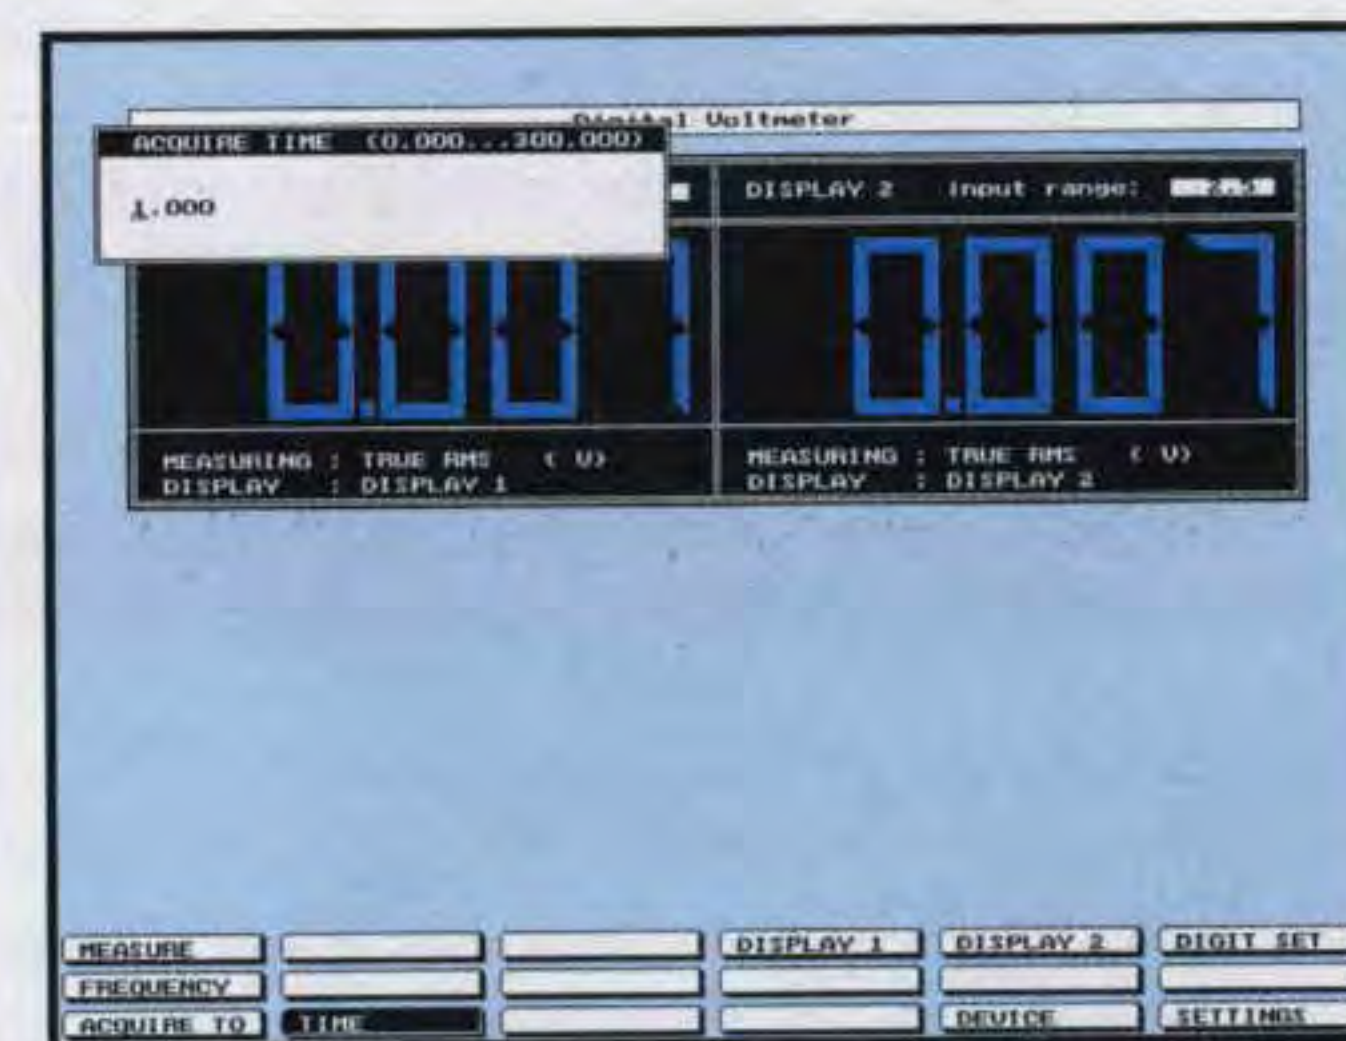 Digital Voltmeter
ACQUIRE TIME (0.000...300.000)
1.000
DISPLAY 2 input range:
0.007
MEASURING : TRUE RMS ( V)
DISPLAY : DISPLAY 1
MEASURING : TRUE RMS ( V)
DISPLAY : DISPLAY 2
MEASURE
DISPLAY 1
DISPLAY 2
DIGIT SET
FREQUENCY
ACQUIRE TO
TIME
DEVICE
SETTINGS